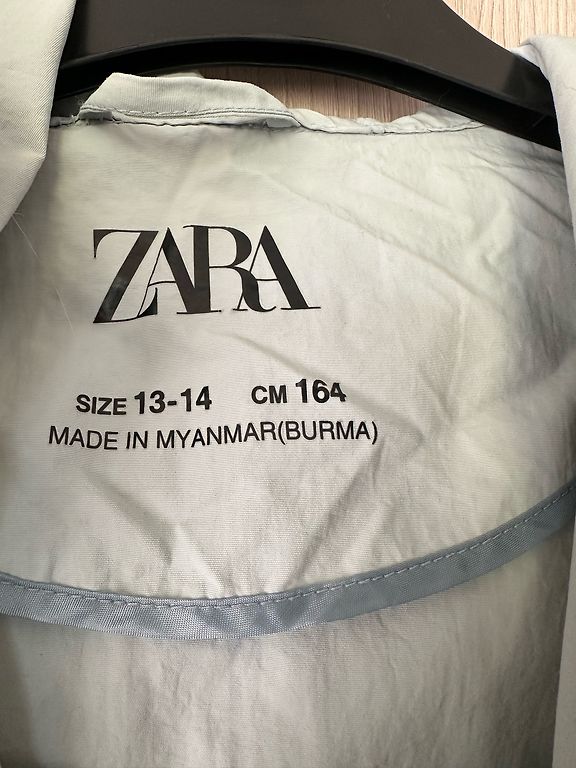 ZARA
SIZE 13-14 CM 164
MADE IN MYANMAR(BURMA)